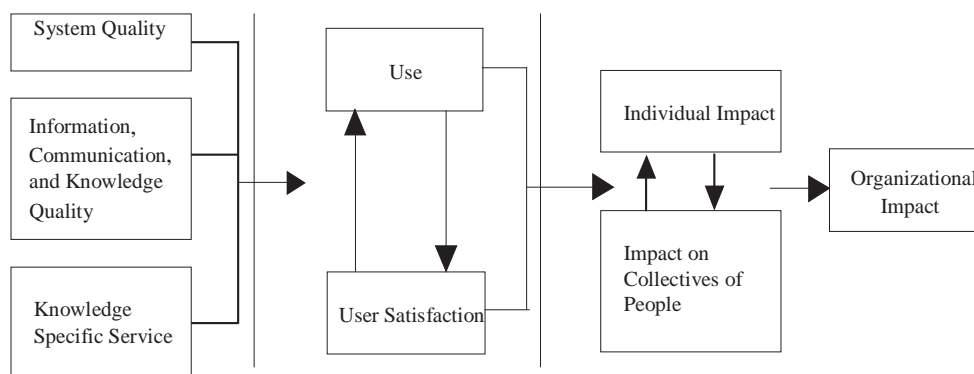 System Quality
Information,
Communication,
and Knowledge
Quality
Knowledge
Specific Service
Use
User Satisfaction
Individual Impact
Impact on
Collectives of
People
Organizational
Impact